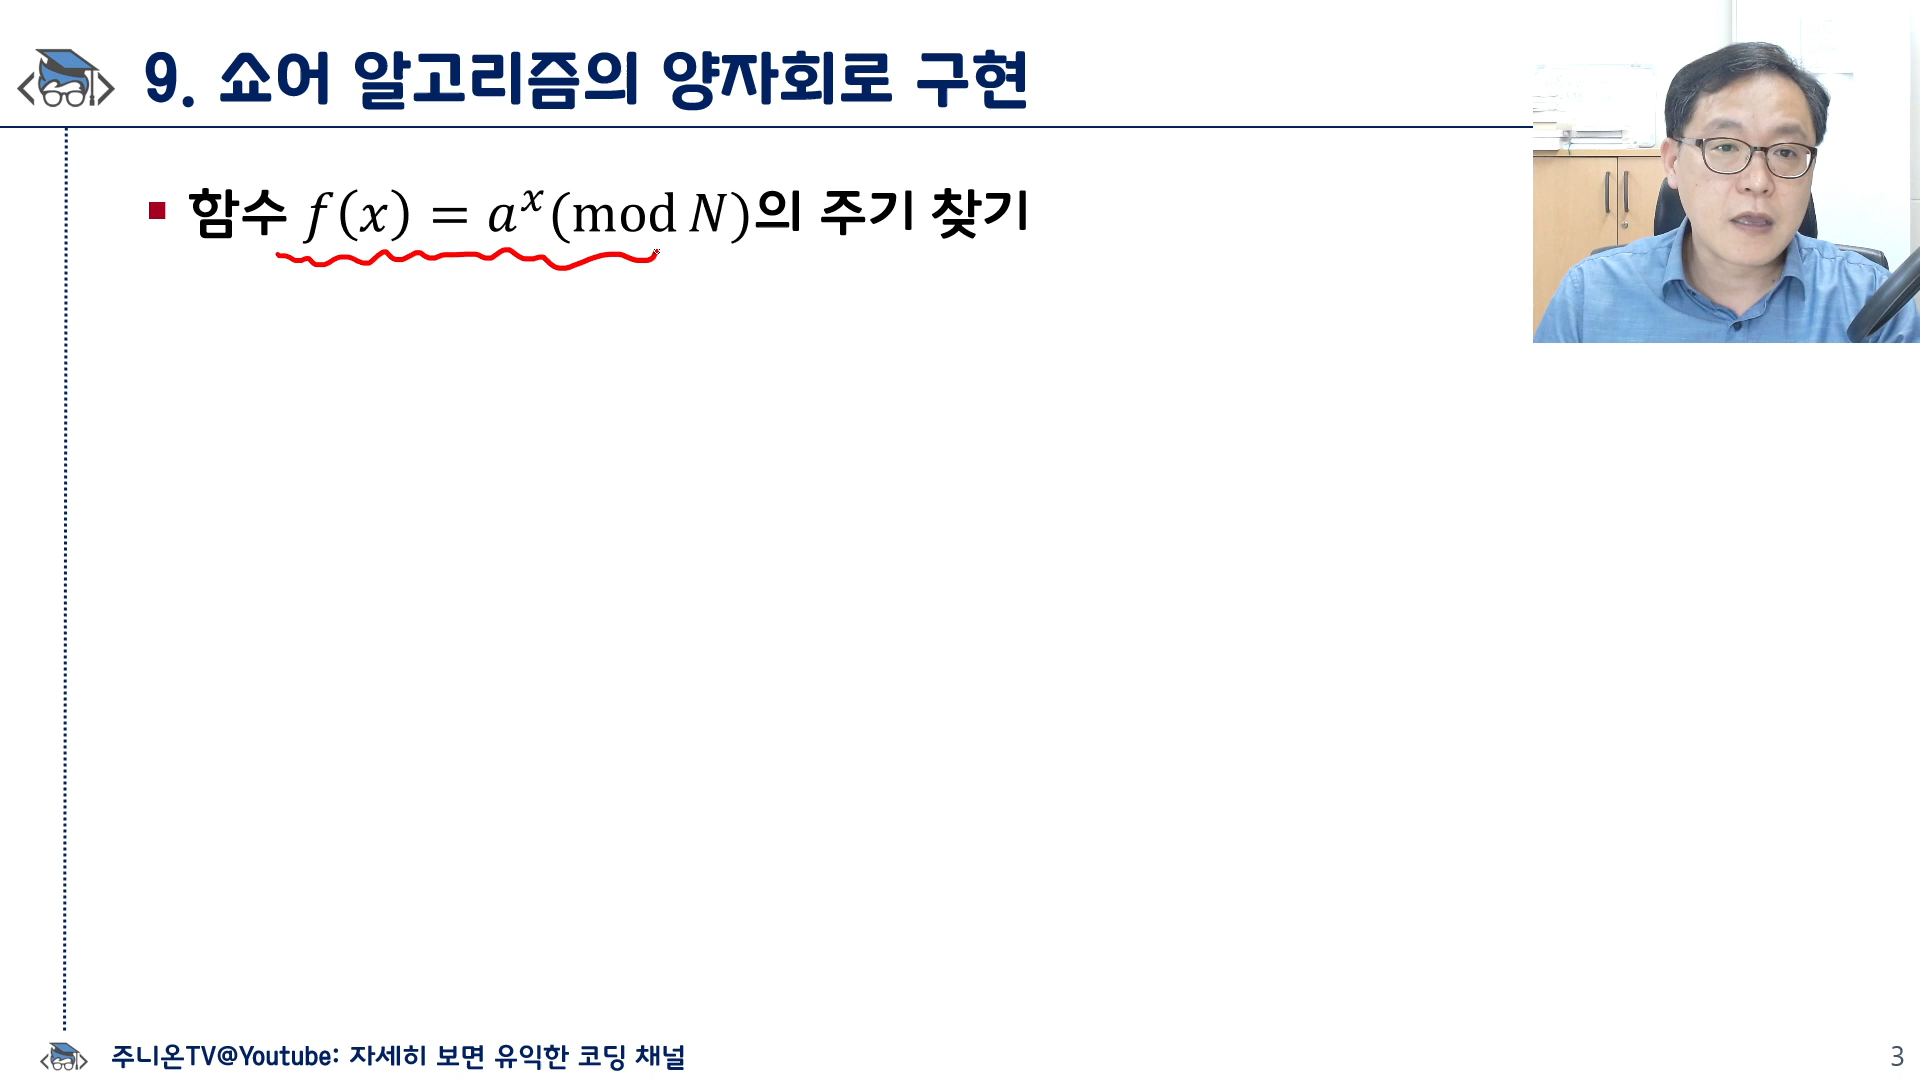 9. 쇼어 알고리즘의 양자회로 구현
함수 f(x) = a^x(mod N)의 주기 찾기
주니온TV@Youtube: 자세히 보면 유익한 코딩 채널
3